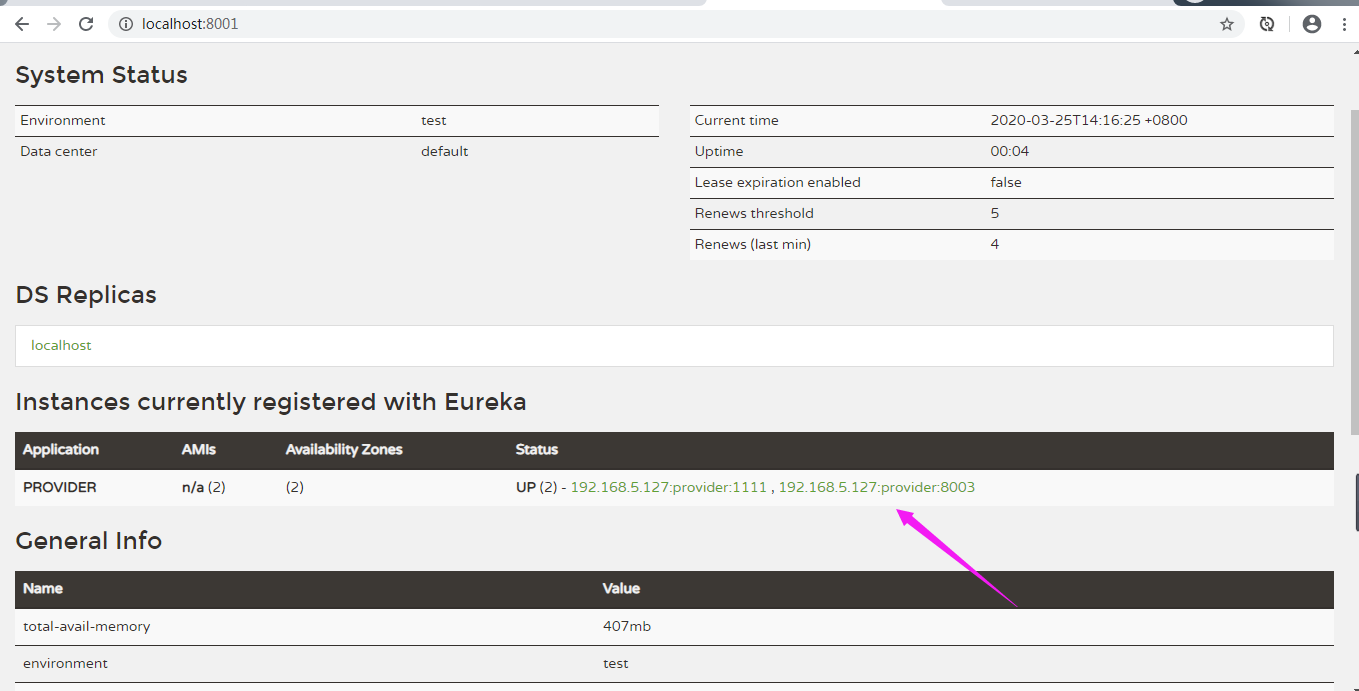 localhost:8001
System Status
Environment test
Data center default
Current time 2020-03-25T14:16:25 +0800
Uptime 00:04
Lease expiration enabled false
Renews threshold 5
Renews (last min) 4
DS Replicas
localhost
Instances currently registered with Eureka
Application AMIs Availability Zones Status
PROVIDER n/a (2) (2) UP (2) - 192.168.5.127:provider:1111 , 192.168.5.127:provider:8003
General Info
Name Value
total-avail-memory 407mb
environment test